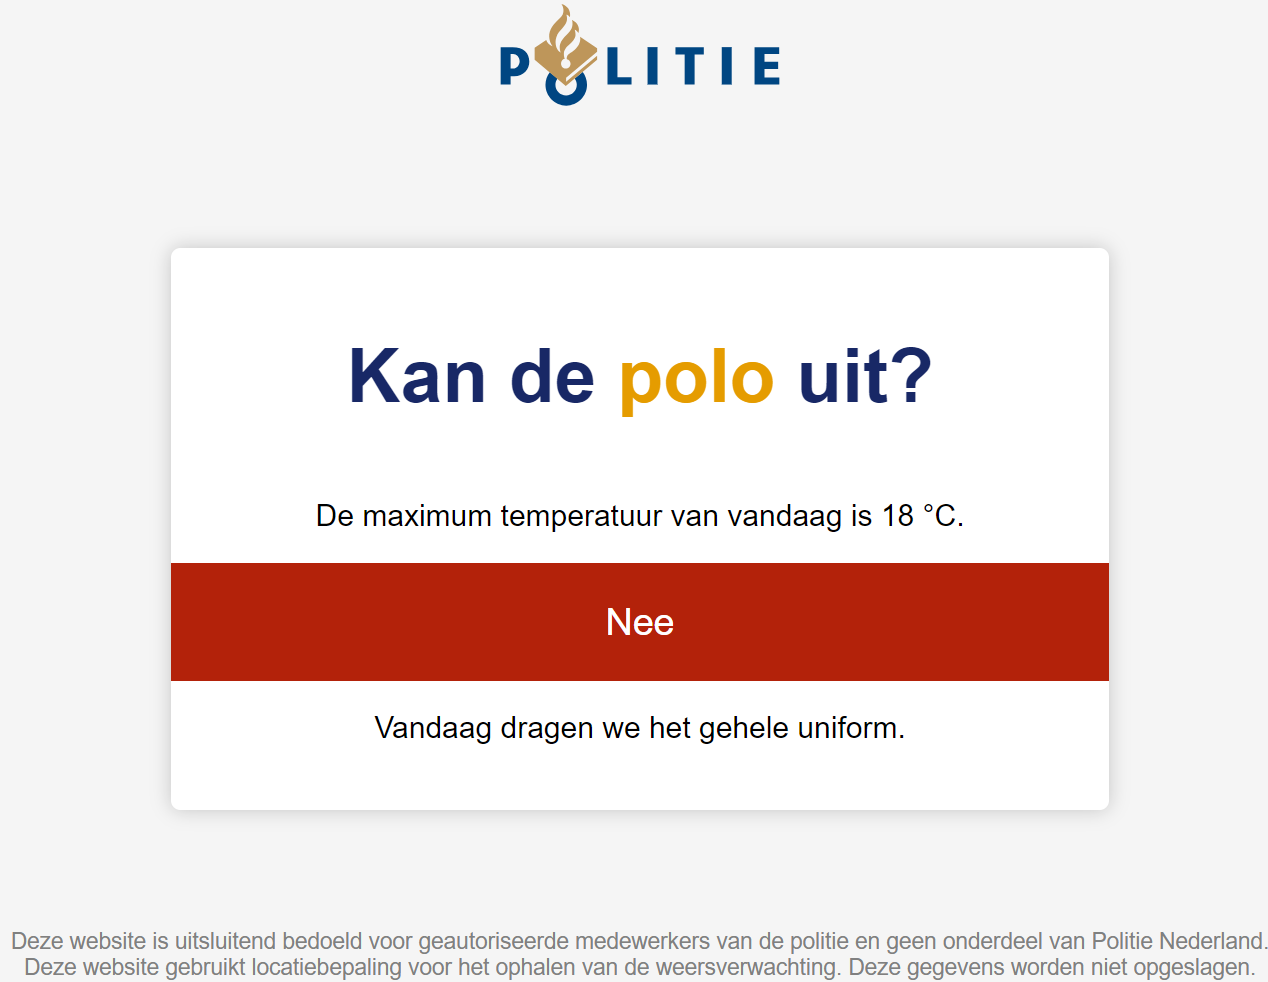 POLITIE
Kan de polo uit?
De maximum temperatuur van vandaag is 18 °C.
Nee
Vandaag dragen we het gehele uniform.
Deze website is uitsluitend bedoeld voor geautoriseerde medewerkers van de politie en geen onderdeel van Politie Nederland.
Deze website gebruikt locatiebepaling voor het ophalen van de weersverwachting. Deze gegevens worden niet opgeslagen.